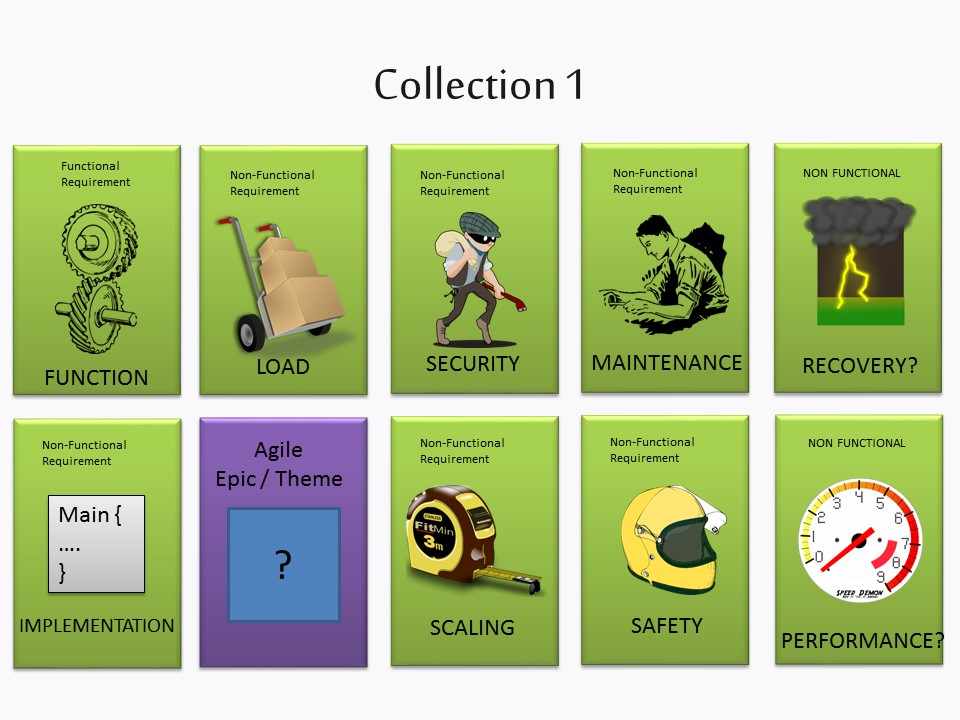 Collection 1
Functional
Requirement
FUNCTION
Non-Functional
Requirement
LOAD
Non-Functional
Requirement
SECURITY
Non-Functional
Requirement
MAINTENANCE
NON FUNCTIONAL
RECOVERY?
Non-Functional
Requirement
Main {
....
}
IMPLEMENTATION
Agile
Epic / Theme
?
Non-Functional
Requirement
FitMin
3m
SCALING
Non-Functional
Requirement
SAFETY
NON FUNCTIONAL
0
1
2
3
4
5
6
7
8
9
SPEED DEMON
PERFORMANCE?